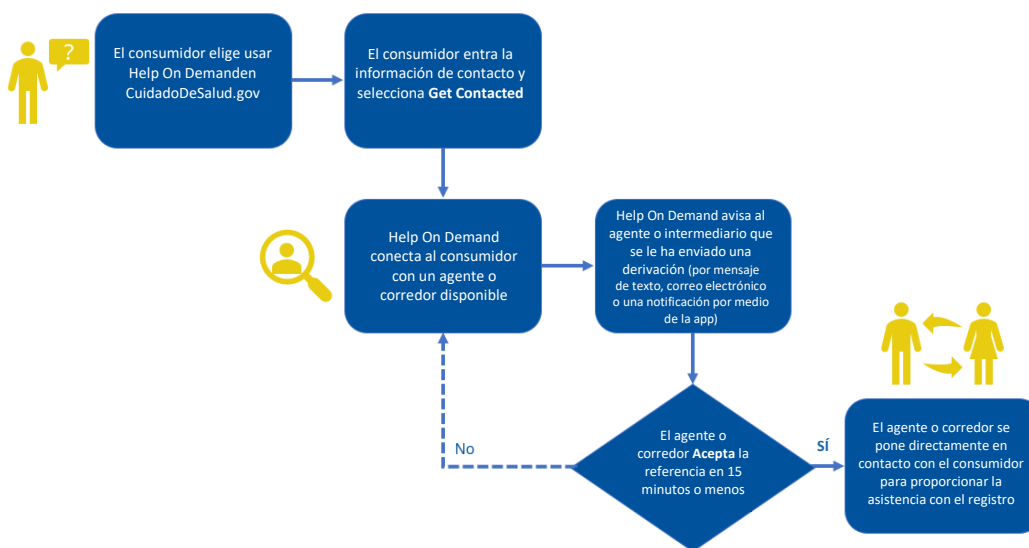 ?
El consumidor elige usar
Help On Demanden
CuidadoDeSalud.gov
El consumidor entra la
información de contacto y
selecciona Get Contacted
Help On Demand
conecta al consumidor
con un agente o
corredor disponible
Help On Demand avisa al
agente o intermediario que
se le ha enviado una
derivación (por mensaje
de texto, correo electrónico
o una notificación por medio
de la app)
No
El agente o
corredor Acepta la
referencia en 15
minutos o menos
SÍ
El agente o corredor se
pone directamente en
contacto con el consumidor
para proporcionar la
asistencia con el registro